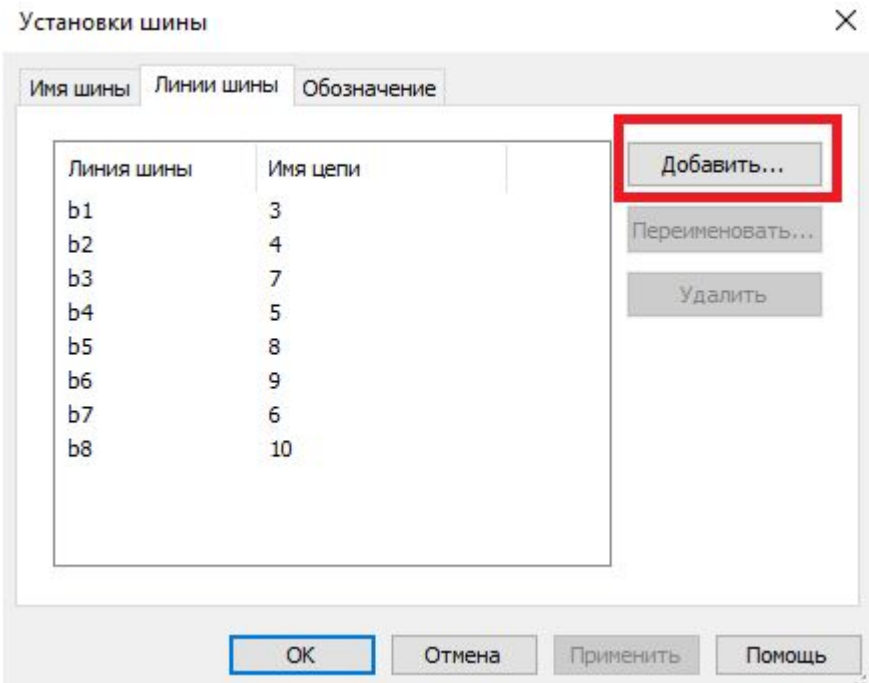 Установки шины
Имя шины Линии шины Обозначение
Линия шины Имя цепи
b1 3
b2 4
b3 7
b4 5
b5 8
b6 9
b7 6
b8 10
Добавить...
Переименовать...
Удалить
OK Отмена Применить Помощь